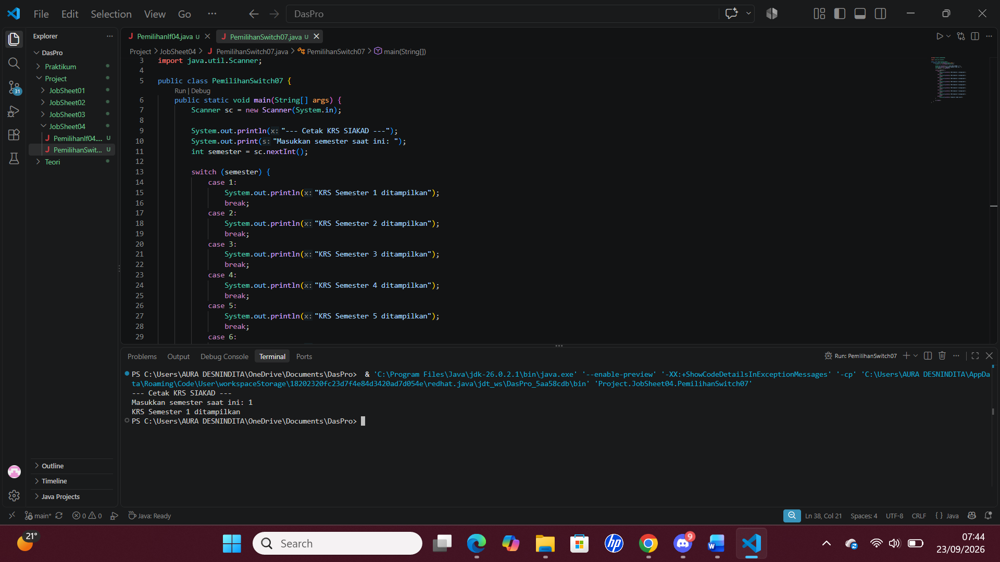 File Edit Selection View Go ··· DasPro
Explorer ···
DasPro
Praktikum
Project
JobSheet01
JobSheet02
JobSheet03
JobSheet04
PemilihanIf04.... U
PemilihanSwit... U
Teori
31
Outline
Timeline
Java Projects
PemilihanIf04.java U
PemilihanSwitch07.java U
Project > JobSheet04 > PemilihanSwitch07.java > PemilihanSwitch07 > main(String[])
3 import java.util.Scanner;
4
5 public class PemilihanSwitch07 {
Run | Debug
6 public static void main(String[] args) {
7 Scanner sc = new Scanner(System.in);
8
9 System.out.println(x: "--- Cetak KRS SIAKAD ---");
10 System.out.print(s: "Masukkan semester saat ini: ");
11 int semester = sc.nextInt();
12
13 switch (semester) {
14 case 1:
15 System.out.println(x: "KRS Semester 1 ditampilkan");
16 break;
17 case 2:
18 System.out.println(x: "KRS Semester 2 ditampilkan");
19 break;
20 case 3:
21 System.out.println(x: "KRS Semester 3 ditampilkan");
22 break;
23 case 4:
24 System.out.println(x: "KRS Semester 4 ditampilkan");
25 break;
26 case 5:
27 System.out.println(x: "KRS Semester 5 ditampilkan");
28 break;
29 case 6:
Problems Output Debug Console Terminal Ports
Run: PemilihanSwitch07
PS C:\Users\AURA DESNINDITA\OneDrive\Documents\DasPro> & 'C:\Program Files\Java\jdk-26.0.2.1\bin\java.exe' '--enable-preview' '-XX:+ShowCodeDetailsInExceptionMessages' '-cp' 'C:\Users\AURA DESNINDITA\AppDa
ta\Roaming\Code\User\workspaceStorage\18202320fc23d7f4e84d3420ad7d054e\redhat.java\jdt_ws\DasPro_5aa58cdb\bin' 'Project.JobSheet04.PemilihanSwitch07'
--- Cetak KRS SIAKAD ---
Masukkan semester saat ini: 1
KRS Semester 1 ditampilkan
PS C:\Users\AURA DESNINDITA\OneDrive\Documents\DasPro>
main* 0 0 Java: Ready
Ln 38, Col 21 Spaces: 4 UTF-8 CRLF {} Java
21°
Search
hp
9
W
07:44
23/09/2026